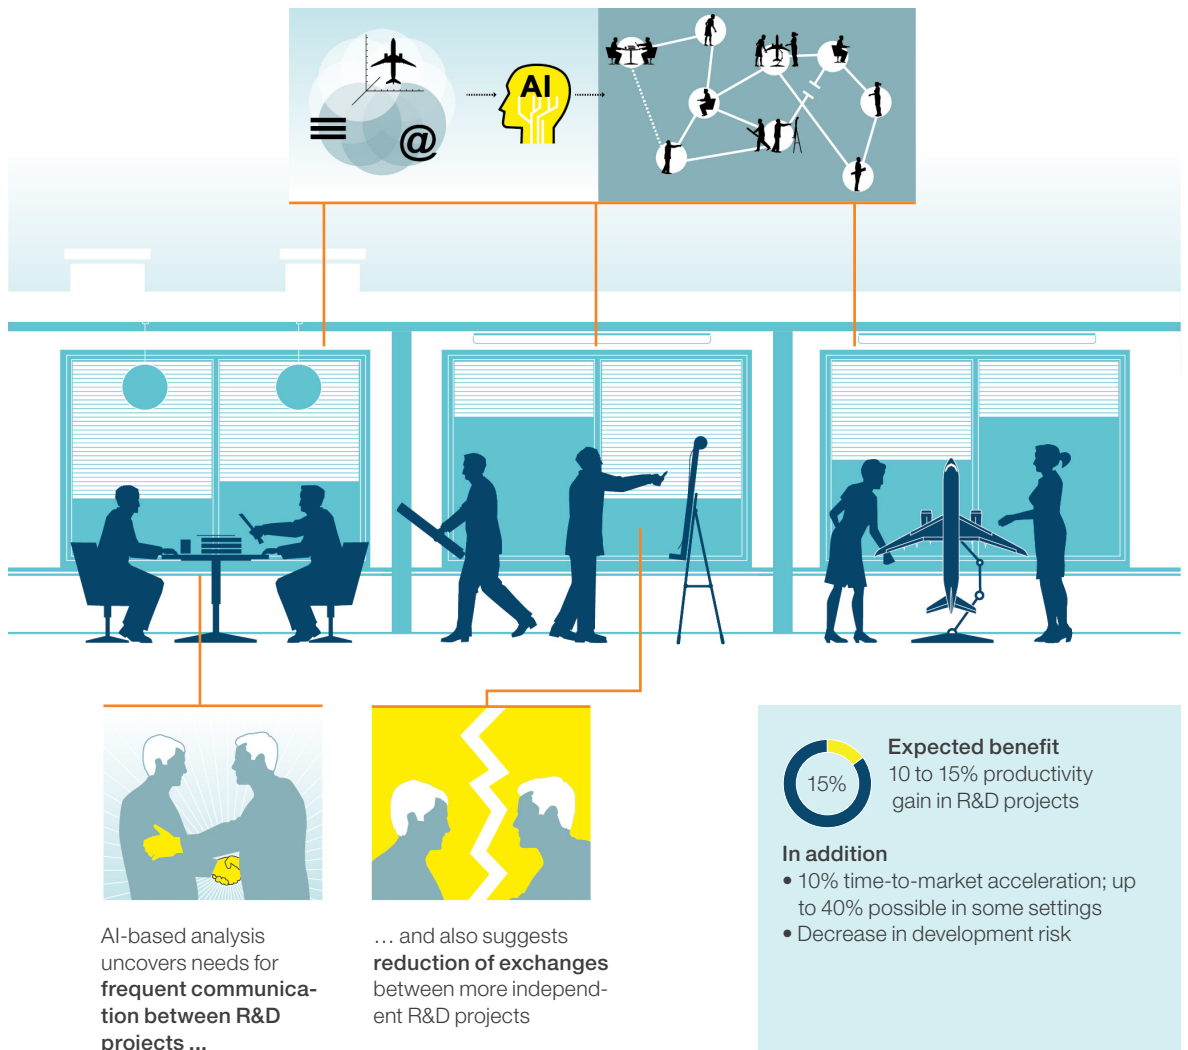 AI
@
AI-based analysis
uncovers needs for
frequent communica-
tion between R&D
projects ...
… and also suggests
reduction of exchanges
between more independ-
ent R&D projects
15%
Expected benefit
10 to 15% productivity
gain in R&D projects
In addition
• 10% time-to-market acceleration; up
to 40% possible in some settings
• Decrease in development risk